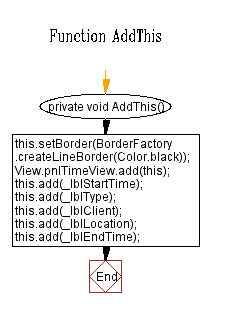 Function AddThis
private void AddThis()
this.setBorder(BorderFactory
.createLineBorder(Color.black));
View.pnlTimeView.add(this);
this.add(_lblStartTime);
this.add(_lblType);
this.add(_lblClient);
this.add(_lblLocation);
this.add(_lblEndTime);
End